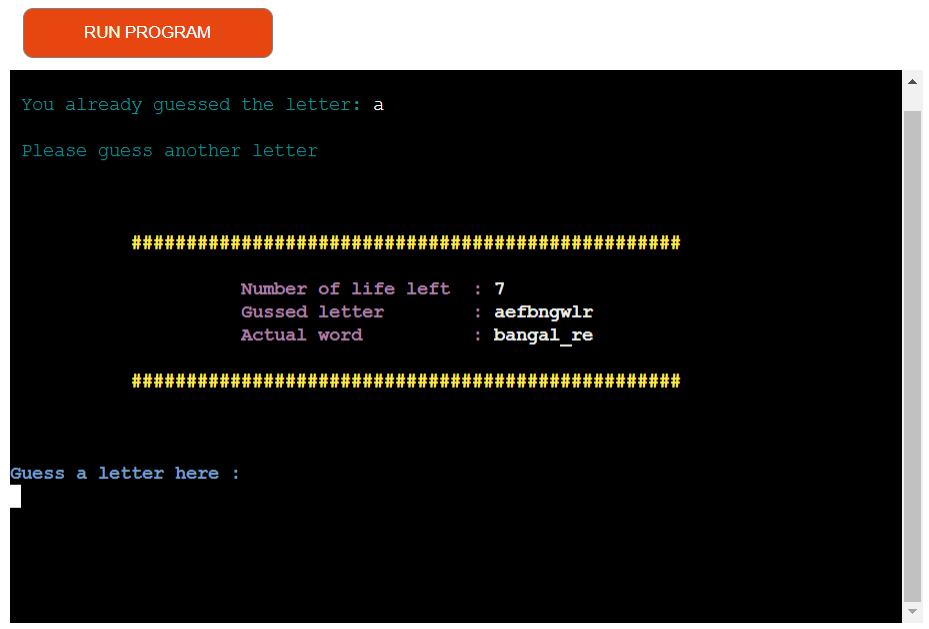 RUN PROGRAM
You already guessed the letter: a
Please guess another letter
##################################################
Number of life left : 7
Gussed letter : aefbngwlr
Actual word : bangal_re
##################################################
Guess a letter here :